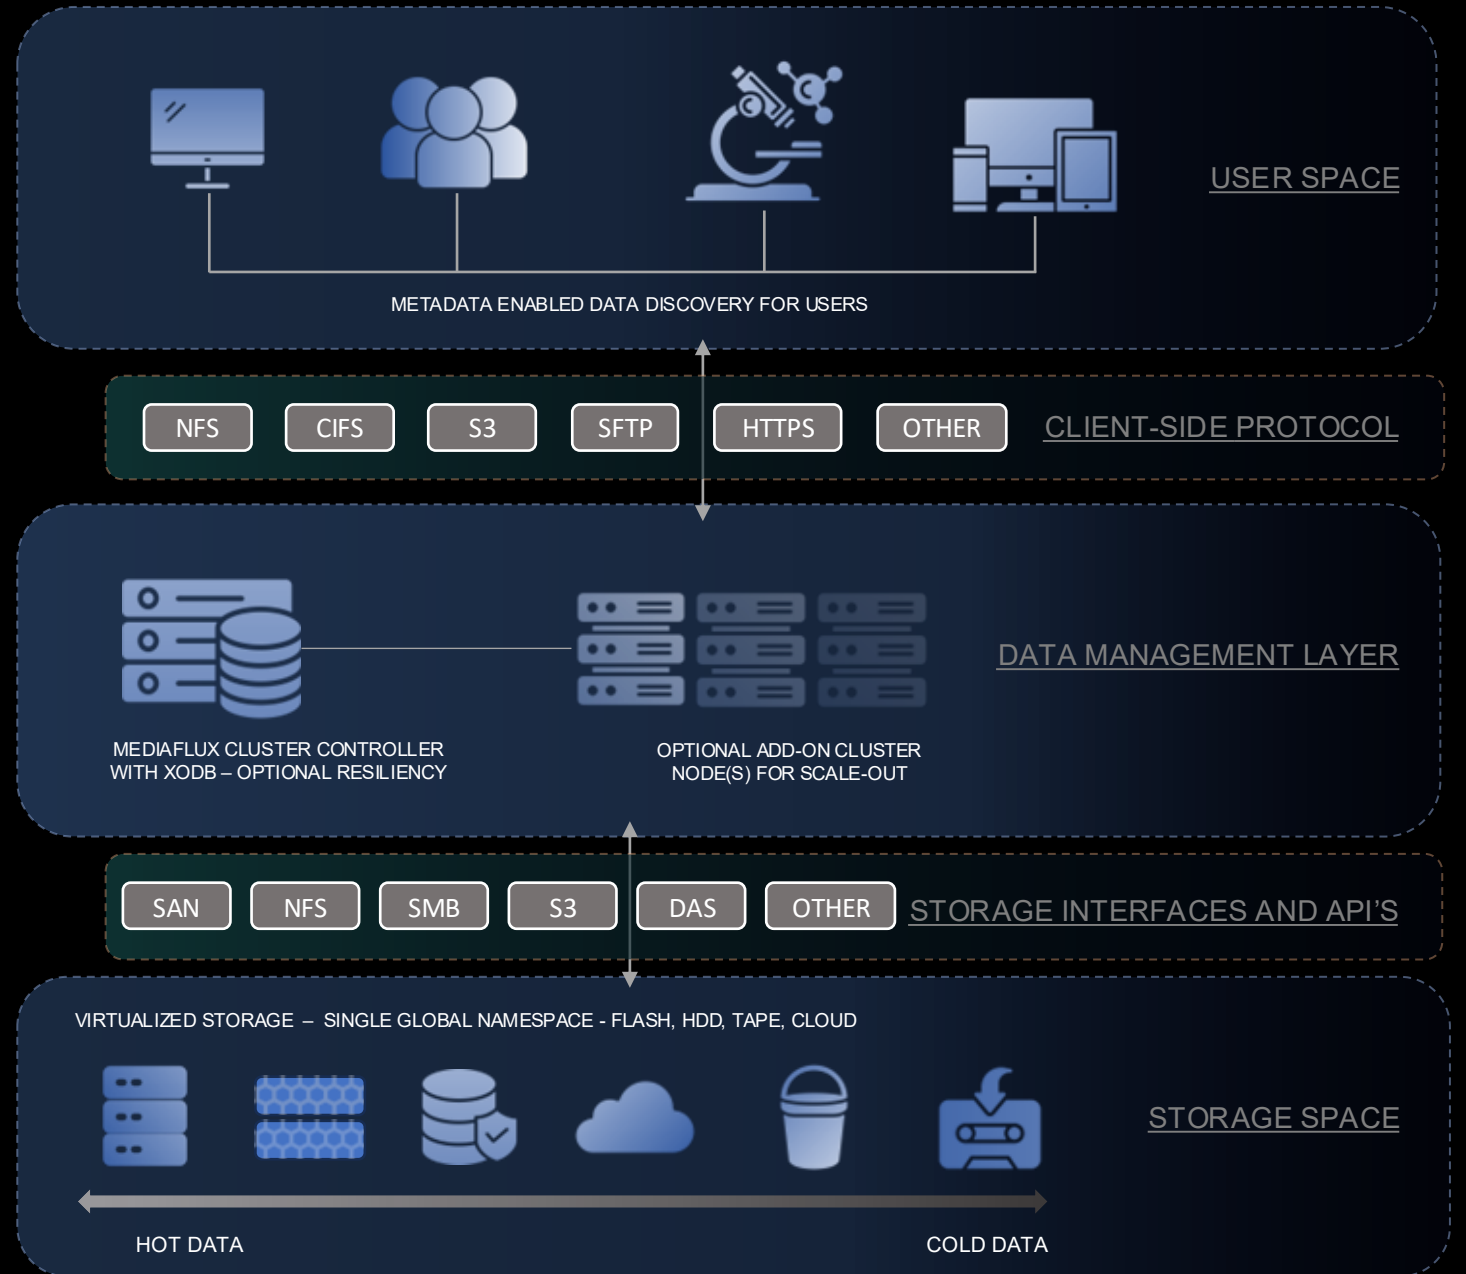 USER SPACE
METADATA ENABLED DATA DISCOVERY FOR USERS
NFS
CIFS
S3
SFTP
HTTPS
OTHER
CLIENT-SIDE PROTOCOL
DATA MANAGEMENT LAYER
MEDIAFLUX CLUSTER CONTROLLER
WITH XODB – OPTIONAL RESILIENCY
OPTIONAL ADD-ON CLUSTER
NODE(S) FOR SCALE-OUT
SAN
NFS
SMB
S3
DAS
OTHER
STORAGE INTERFACES AND API’S
VIRTUALIZED STORAGE – SINGLE GLOBAL NAMESPACE - FLASH, HDD, TAPE, CLOUD
STORAGE SPACE
HOT DATA
COLD DATA